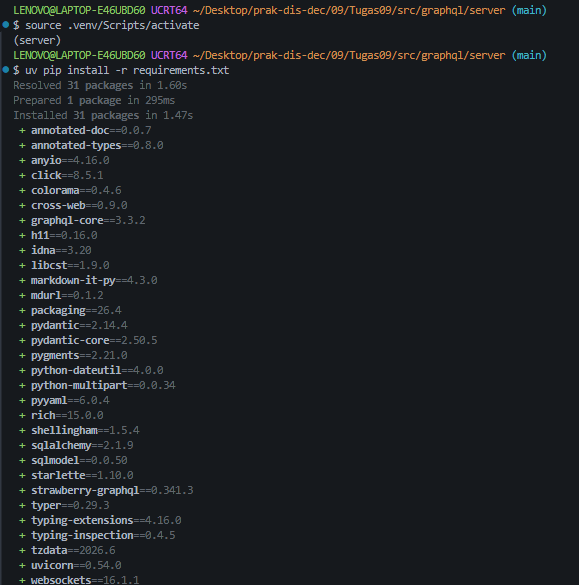 LENOVO@LAPTOP-E46UBD60 UCRT64 ~/Desktop/prak-dis-dec/09/Tugas09/src/graphql/server (main)
$ source .venv/Scripts/activate
(server)
LENOVO@LAPTOP-E46UBD60 UCRT64 ~/Desktop/prak-dis-dec/09/Tugas09/src/graphql/server (main)
$ uv pip install -r requirements.txt
Resolved 31 packages in 1.60s
Prepared 1 package in 295ms
Installed 31 packages in 1.47s
+ annotated-doc==0.0.7
+ annotated-types==0.8.0
+ anyio==4.16.0
+ click==8.5.1
+ colorama==0.4.6
+ cross-web==0.9.0
+ graphql-core==3.3.2
+ h11==0.16.0
+ idna==3.20
+ libcst==1.9.0
+ markdown-it-py==4.3.0
+ mdurl==0.1.2
+ packaging==26.4
+ pydantic==2.14.4
+ pydantic-core==2.50.5
+ pygments==2.21.0
+ python-dateutil==4.0.0
+ python-multipart==0.0.34
+ pyyaml==6.0.4
+ rich==15.0.0
+ shellingham==1.5.4
+ sqlalchemy==2.1.9
+ sqlmodel==0.0.50
+ starlette==1.10.0
+ strawberry-graphql==0.341.3
+ typer==0.29.3
+ typing-extensions==4.16.0
+ typing-inspection==0.4.5
+ tzdata==2026.6
+ uvicorn==0.54.0
+ websockets==16.1.1